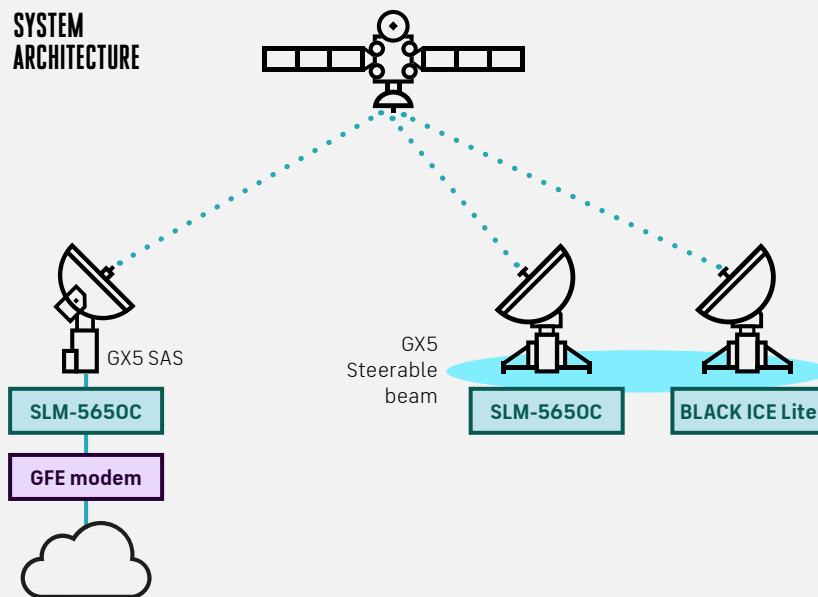 SYSTEM
ARCHITECTURE
GX5 SAS
GX5
Steerable
beam
SLM-5650C
SLM-5650C
BLACK ICE Lite
GFE modem